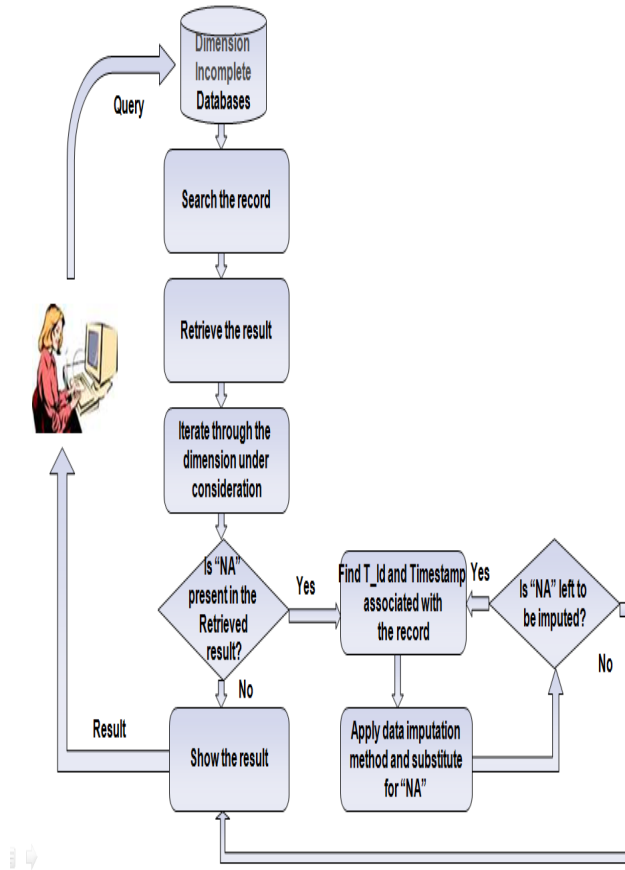 Dimension
Incomplete
Databases
Query
Search the record
Retrieve the result
Iterate through the
dimension under
consideration
Is “NA”
present in the
Retrieved
result?
Yes
Find T_Id and Timestamp
associated with
the record
Yes
Is “NA” left to
be imputed?
No
No
Result
Show the result
Apply data imputation
method and substitute
for “NA”